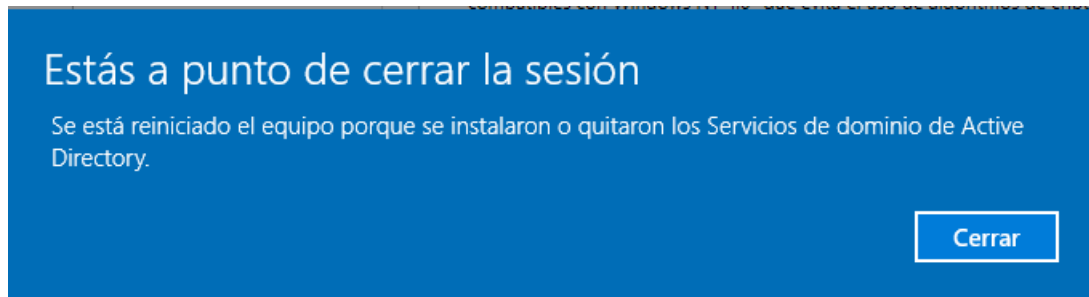 Estás a punto de cerrar la sesión
Se está reiniciado el equipo porque se instalaron o quitaron los Servicios de dominio de Active
Directory.
Cerrar